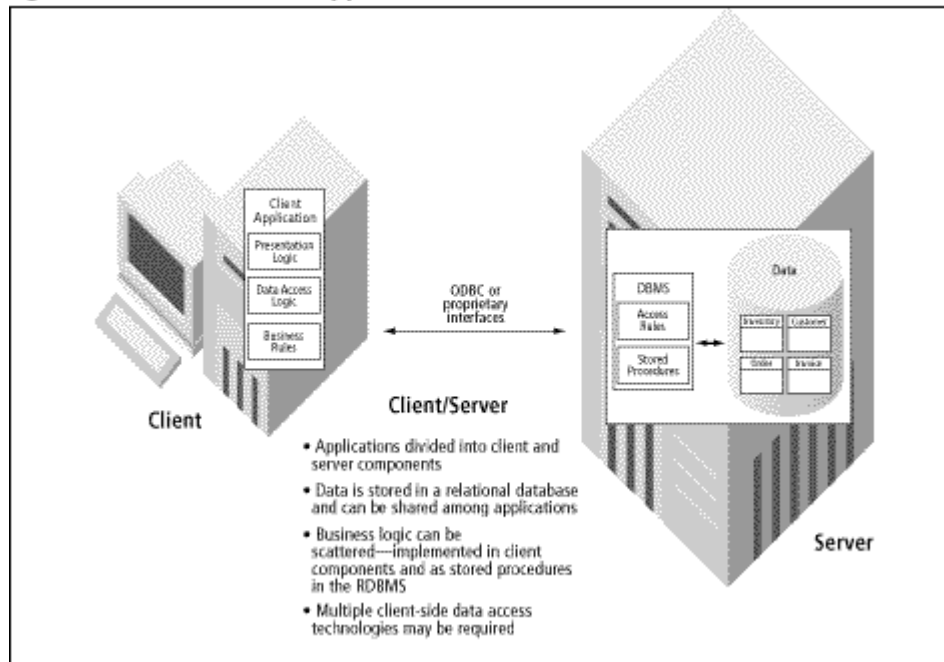 Client
Application
Presentation
Logic
Data Access
Logic
Business
Rules
Client
ODBC or
proprietary
interfaces
Client/Server
• Applications divided into client and
server components
• Data is stored in a relational database
and can be shared among applications
• Business logic can be
scattered—implemented in client
components and as stored procedures
in the RDBMS
• Multiple client-side data access
technologies may be required
DBMS
Access
Rules
Stored
Procedures
Data
Inventory
Customer
Order
Invoice
Server